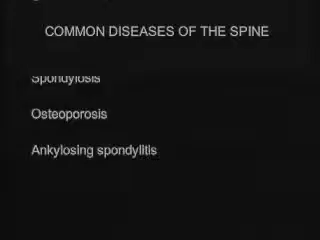 COMMON DISEASES OF THE SPINE
Spondylosis
Osteoporosis
Ankylosing spondylitis